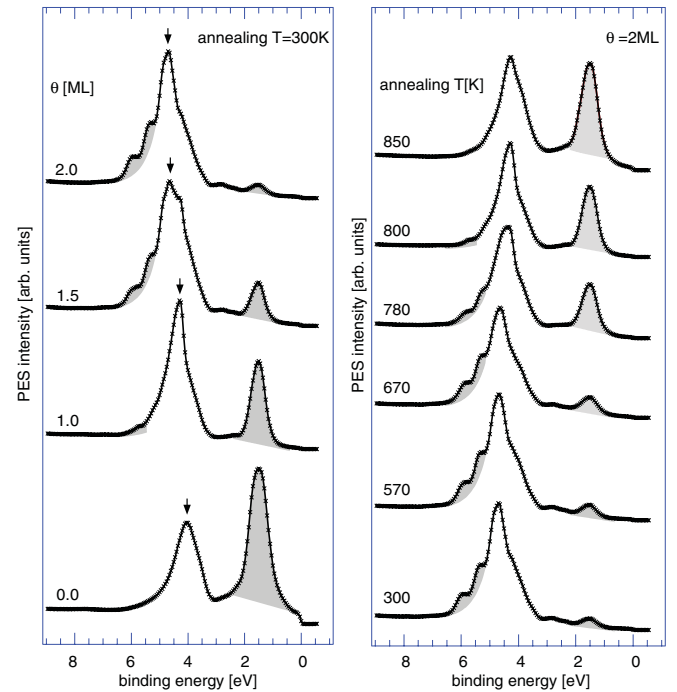 annealing T=300K
θ [ML]
2.0
1.5
1.0
0.0
8 6 4 2 0
binding energy [eV]
PES intensity [arb. units]
θ =2ML
annealing T[K]
850
800
780
670
570
300
8 6 4 2 0
binding energy [eV]
PES intensity [arb. units]